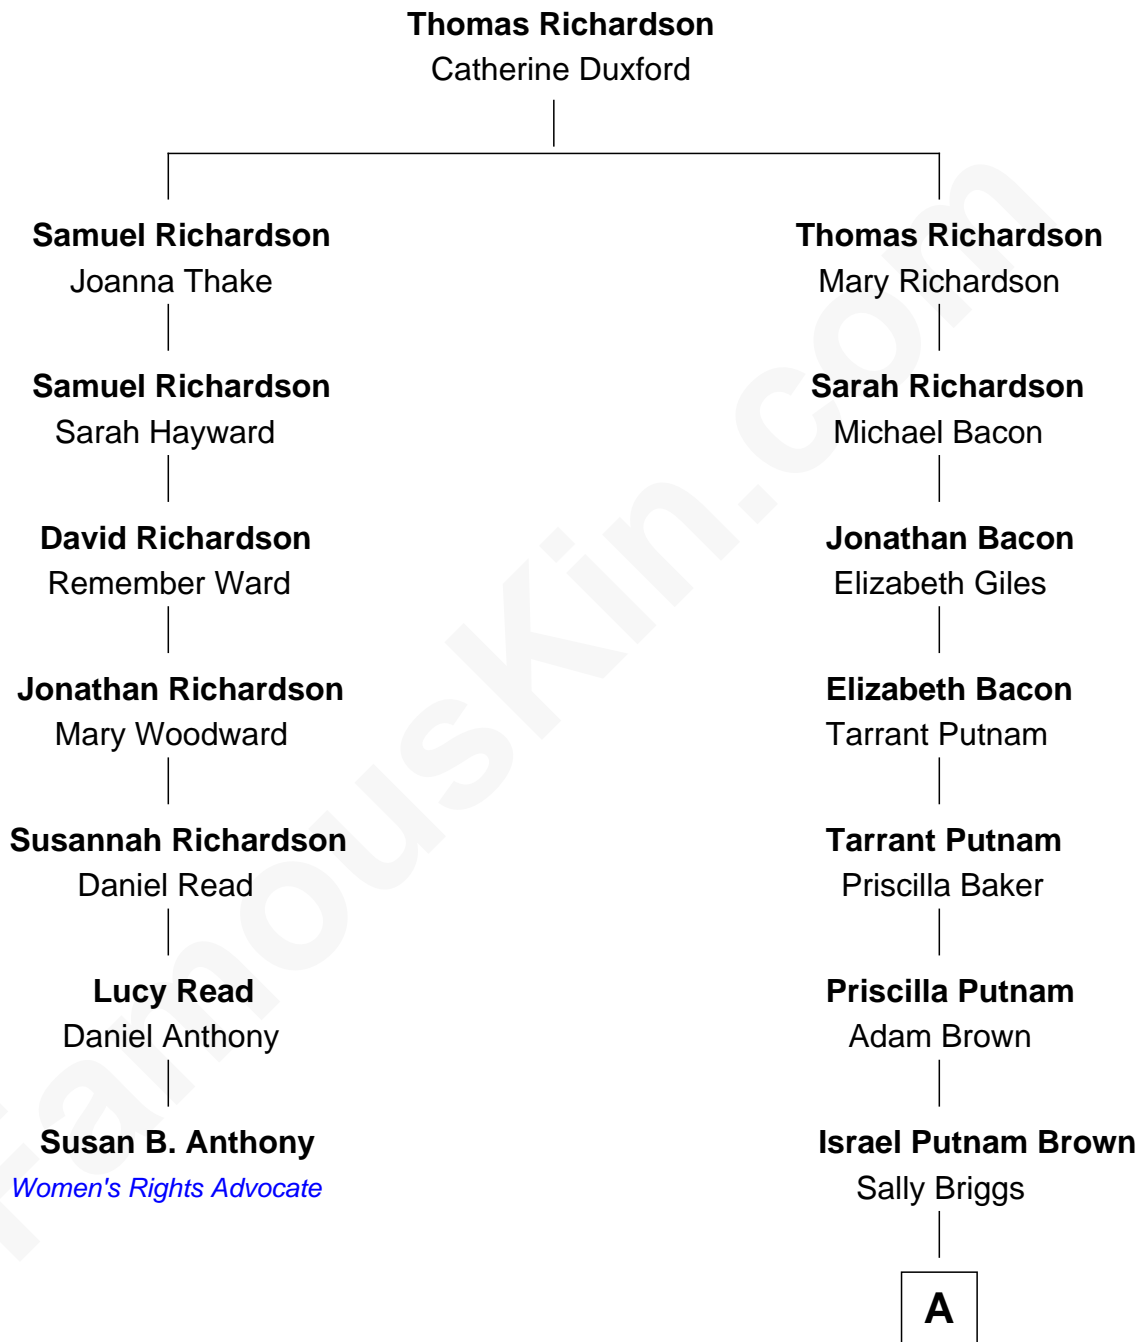 Thomas Richardson
Catherine Duxford
Samuel Richardson
Joanna Thake
Samuel Richardson
Sarah Hayward
David Richardson
Remember Ward
Jonathan Richardson
Mary Woodward
Susannah Richardson
Daniel Read
Lucy Read
Daniel Anthony
Susan B. Anthony
Women's Rights Advocate
Thomas Richardson
Mary Richardson
Sarah Richardson
Michael Bacon
Jonathan Bacon
Elizabeth Giles
Elizabeth Bacon
Tarrant Putnam
Tarrant Putnam
Priscilla Baker
Priscilla Putnam
Adam Brown
Israel Putnam Brown
Sally Briggs
A
FamousKin.com